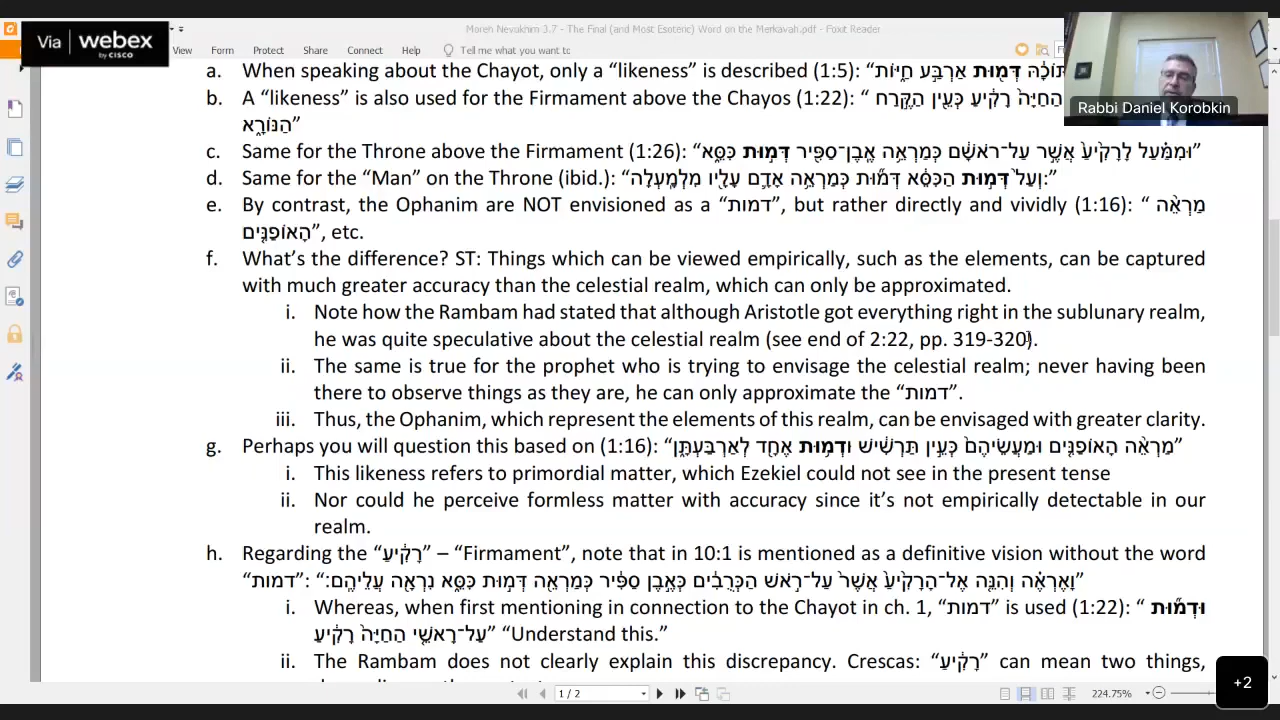 Via webex
by CISCO
Moreh Nevakhim 3.7 - The Final (and Most Esoteric) Word on the Merkavah.pdf - Foxit Reader
View Form Protect Share Connect Help Tell me what you want to
Rabbi Daniel Korobkin
a. When speaking about the Chayot, only a “likeness” is described (1:5): “תוֹכָהּ דְּמוּת אַרְבַּע חַיּוֹת
b. A “likeness” is also used for the Firmament above the Chayos (1:22): “הַחַיָּה רָקִיעַ כְּעֵין הַקֶּרַח
הַנּוֹרָא”
c. Same for the Throne above the Firmament (1:26): “וּמִמַּעַל לָרָקִיעַ אֲשֶׁר עַל־רֹאשָׁם כְּמַרְאֵה אֶבֶן־סַפִּיר דְּמוּת כִּסֵּא”
d. Same for the “Man” on the Throne (ibid.): “וְעַל דְּמוּת הַכִּסֵּא דְּמוּת כְּמַרְאֵה אָדָם עָלָיו מִלְמָעְלָה:”
e. By contrast, the Ophanim are NOT envisioned as a “דמות”, but rather directly and vividly (1:16): “מַרְאֵה
הָאוֹפַנִּים”, etc.
f. What’s the difference? ST: Things which can be viewed empirically, such as the elements, can be captured
with much greater accuracy than the celestial realm, which can only be approximated.
i. Note how the Rambam had stated that although Aristotle got everything right in the sublunary realm,
he was quite speculative about the celestial realm (see end of 2:22, pp. 319-320).
ii. The same is true for the prophet who is trying to envisage the celestial realm; never having been
there to observe things as they are, he can only approximate the “דמות”.
iii. Thus, the Ophanim, which represent the elements of this realm, can be envisaged with greater clarity.
g. Perhaps you will question this based on (1:16): “מַרְאֵה הָאוֹפַנִּים וּמַעֲשֵׂיהֶם כְּעֵין תַּרְשִׁישׁ וּדְמוּת אֶחָד לְאַרְבַּעְתָּן”
i. This likeness refers to primordial matter, which Ezekiel could not see in the present tense
ii. Nor could he perceive formless matter with accuracy since it’s not empirically detectable in our
realm.
h. Regarding the “רָקִיעַ” – “Firmament”, note that in 10:1 is mentioned as a definitive vision without the word
“דמות”: “וָאֶרְאֶה וְהִנֵּה אֶל־הָרָקִיעַ אֲשֶׁר עַל־רֹאשׁ הַכְּרֻבִים כְּאֶבֶן סַפִּיר כְּמַרְאֵה דְּמוּת כִּסֵּא נִרְאָה עֲלֵיהֶם:”
i. Whereas, when first mentioning in connection to the Chayot in ch. 1, “דמות” is used (1:22): “וּדְמוּת
עַל־רָאשֵׁי הַחַיָּה רָקִיעַ” “Understand this.”
ii. The Rambam does not clearly explain this discrepancy. Crescas: “רָקִיעַ” can mean two things,
1 / 2
224.75%
+2